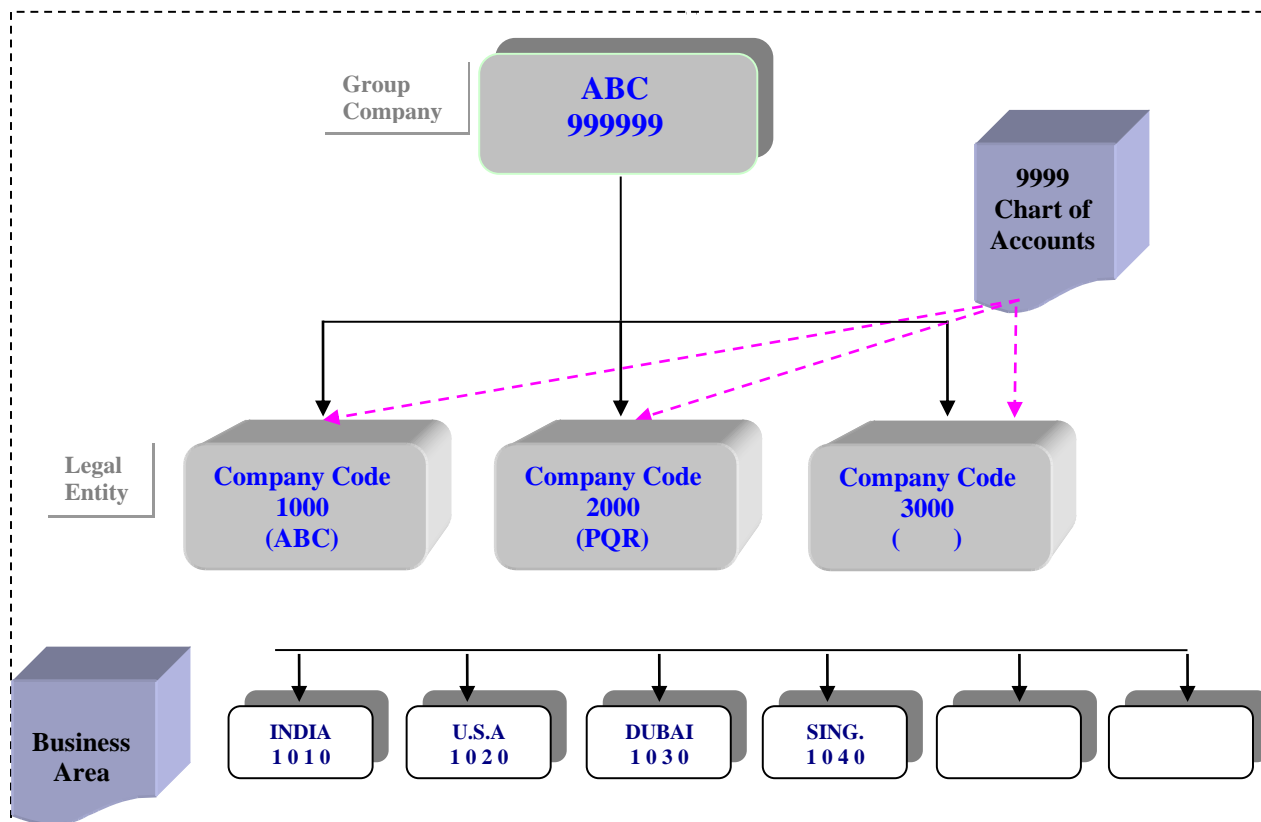 Group
Company
ABC
999999
9999
Chart of
Accounts
Legal
Entity
Company Code
1000
(ABC)
Company Code
2000
(PQR)
Company Code
3000
(      )
Business
Area
INDIA
1 0 1 0
U.S.A
1 0 2 0
DUBAI
1 0 3 0
SING.
1 0 4 0